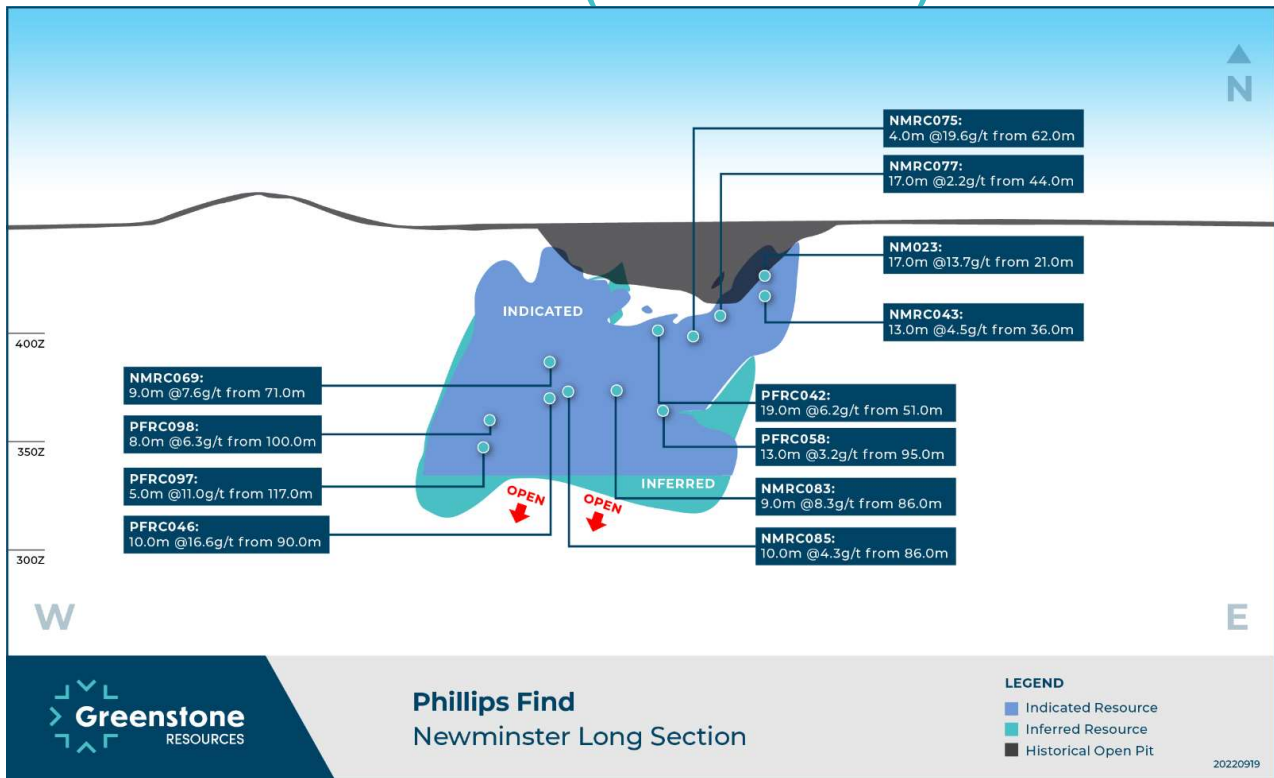 N
NMRC075:
4.0m @19.6g/t from 62.0m
NMRC077:
17.0m @2.2g/t from 44.0m
NM023:
17.0m @13.7g/t from 21.0m
NMRC043:
13.0m @4.5g/t from 36.0m
INDICATED
400Z
NMRC069:
9.0m @7.6g/t from 71.0m
PFRC098:
8.0m @6.3g/t from 100.0m
PFRC097:
5.0m @11.0g/t from 117.0m
PFRC046:
10.0m @16.6g/t from 90.0m
350Z
300Z
PFRC042:
19.0m @6.2g/t from 51.0m
PFRC058:
13.0m @3.2g/t from 95.0m
NMRC083:
9.0m @8.3g/t from 86.0m
NMRC085:
10.0m @4.3g/t from 86.0m
INFERRED
OPEN
OPEN
W
E
Greenstone
RESOURCES
Phillips Find
Newminster Long Section
LEGEND
Indicated Resource
Inferred Resource
Historical Open Pit
20220919